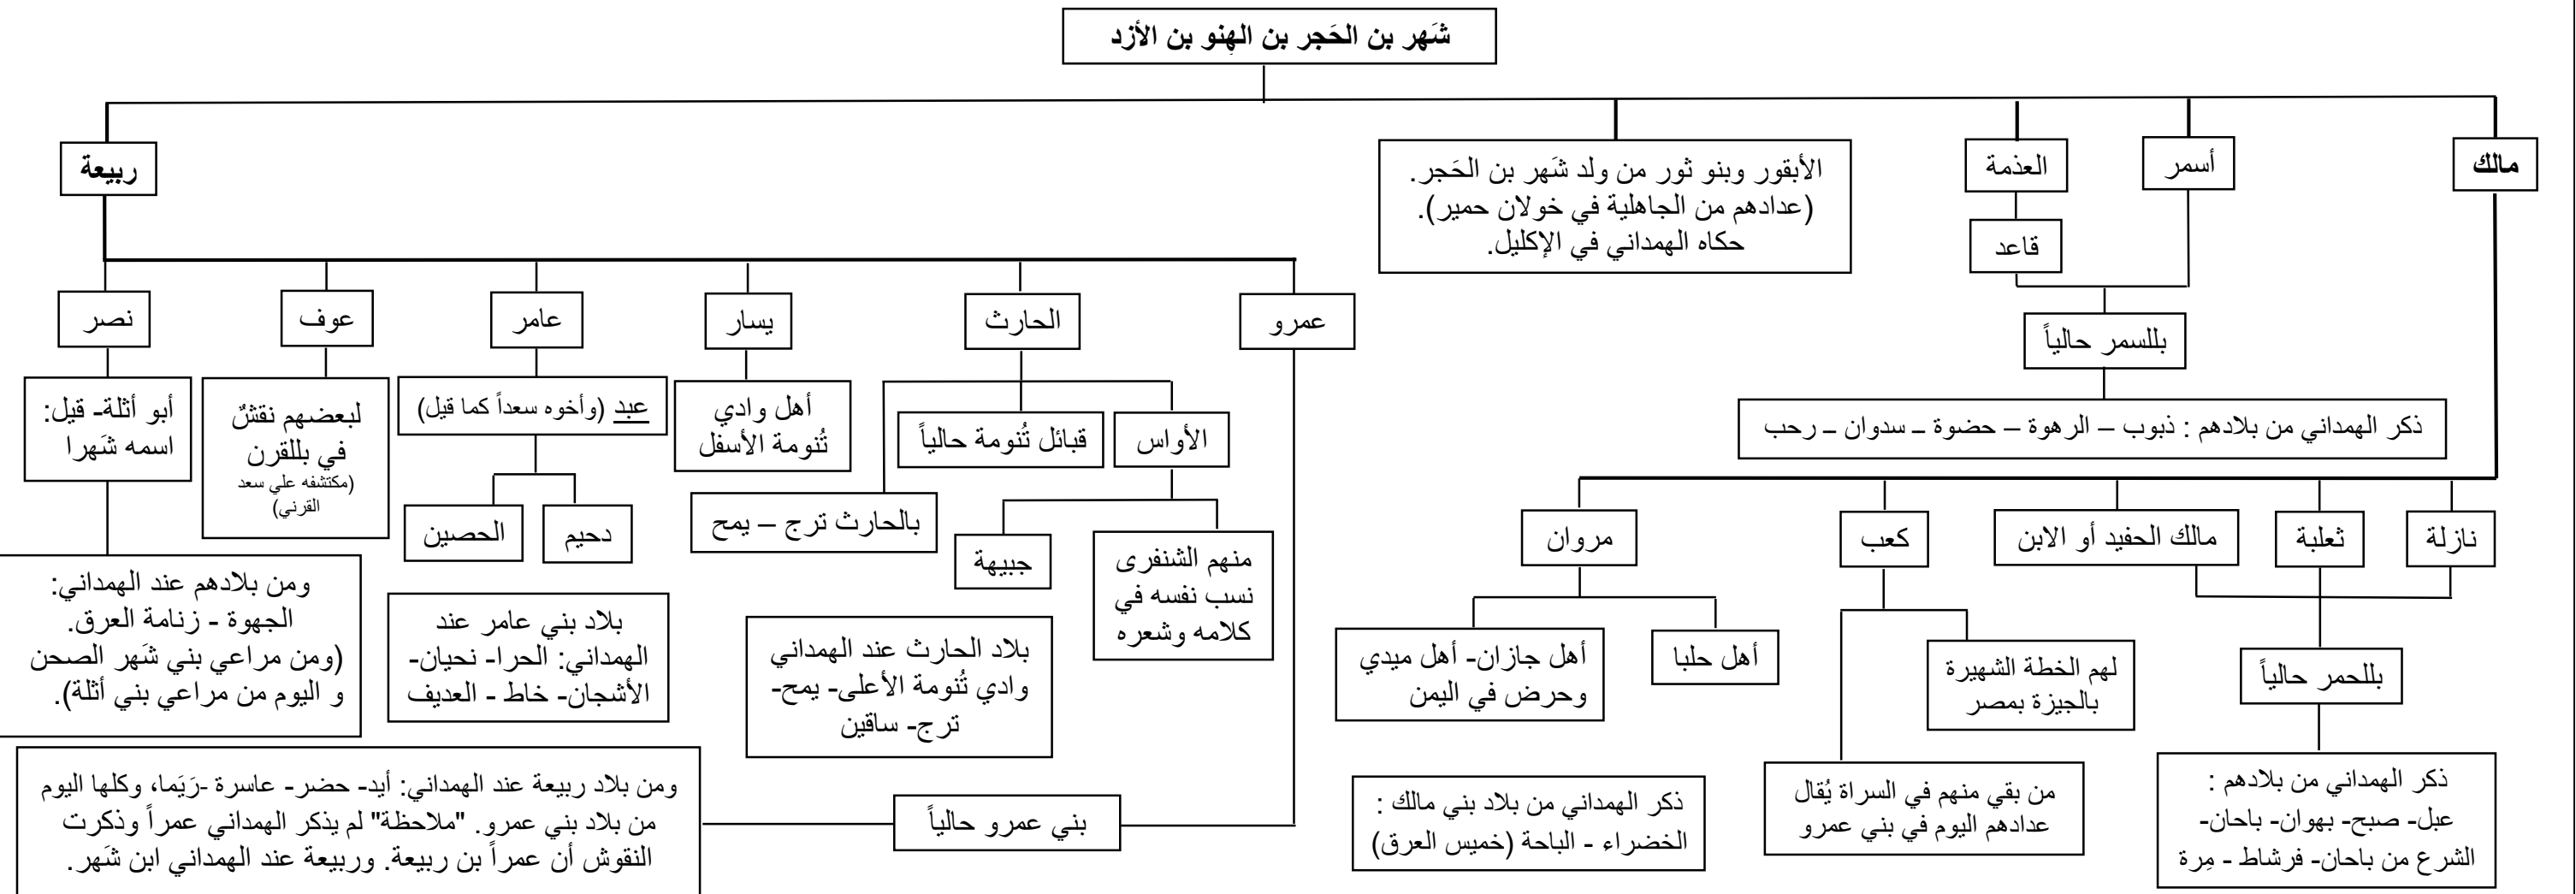 شَهر بن الحَجر بن الهِنو بن الأزد
مالك
أسمر
العذمة
قاعد
الأبقور وبنو ثور من ولد شَهر بن الحَجر.
(عدادهم من الجاهلية في خولان حمير).
حكاه الهمداني في الإكليل.
ربيعة
بللسمر حالياً
ذكر الهمداني من بلادهم : ذبوب – الرهوة – حضوة ـ سدوان ـ رحب
عمرو
الحارث
يسار
عامر
عوف
نصر
الأواس
قبائل تُنومة حالياً
أهل وادي
تُنومة الأسفل
عبد (وأخوه سعداً كما قيل)
لبعضهم نقشٌ
في بللقرن
(مكتشفه علي سعد
القرني)
أبو أثلة- قيل:
اسمه شَهرا
نازلة
ثعلبة
مالك الحفيد أو الابن
كعب
مروان
بالحارث ترج – يمح
دحيم
الحصين
منهم الشنفرى
نسب نفسه في
كلامه وشعره
جبيهة
بللحمر حالياً
لهم الخطة الشهيرة
بالجيزة بمصر
أهل حلبا
أهل جازان- أهل ميدي
وحرض في اليمن
بلاد الحارث عند الهمداني
وادي تُنومة الأعلى- يمح-
ترج- ساقين
بلاد بني عامر عند
الهمداني: الحرا- نحيان-
الأشجان- خاط - العديف
ومن بلادهم عند الهمداني:
الجهوة - زنامة العرق.
(ومن مراعي بني شَهر الصحن
و اليوم من مراعي بني أثلة).
ذكر الهمداني من بلادهم :
عبل- صبح- بهوان- باحان-
الشرع من باحان- فرشاط - مِرة
من بقي منهم في السراة يُقال
عدادهم اليوم في بني عمرو
ذكر الهمداني من بلاد بني مالك :
الخضراء - الباحة (خميس العرق)
بني عمرو حالياً
ومن بلاد ربيعة عند الهمداني: أيد- حضر- عاسرة -رَيَما، وكلها اليوم
من بلاد بني عمرو. "ملاحظة" لم يذكر الهمداني عمراً وذكرت
النقوش أن عمراً بن ربيعة. وربيعة عند الهمداني ابن شَهر.